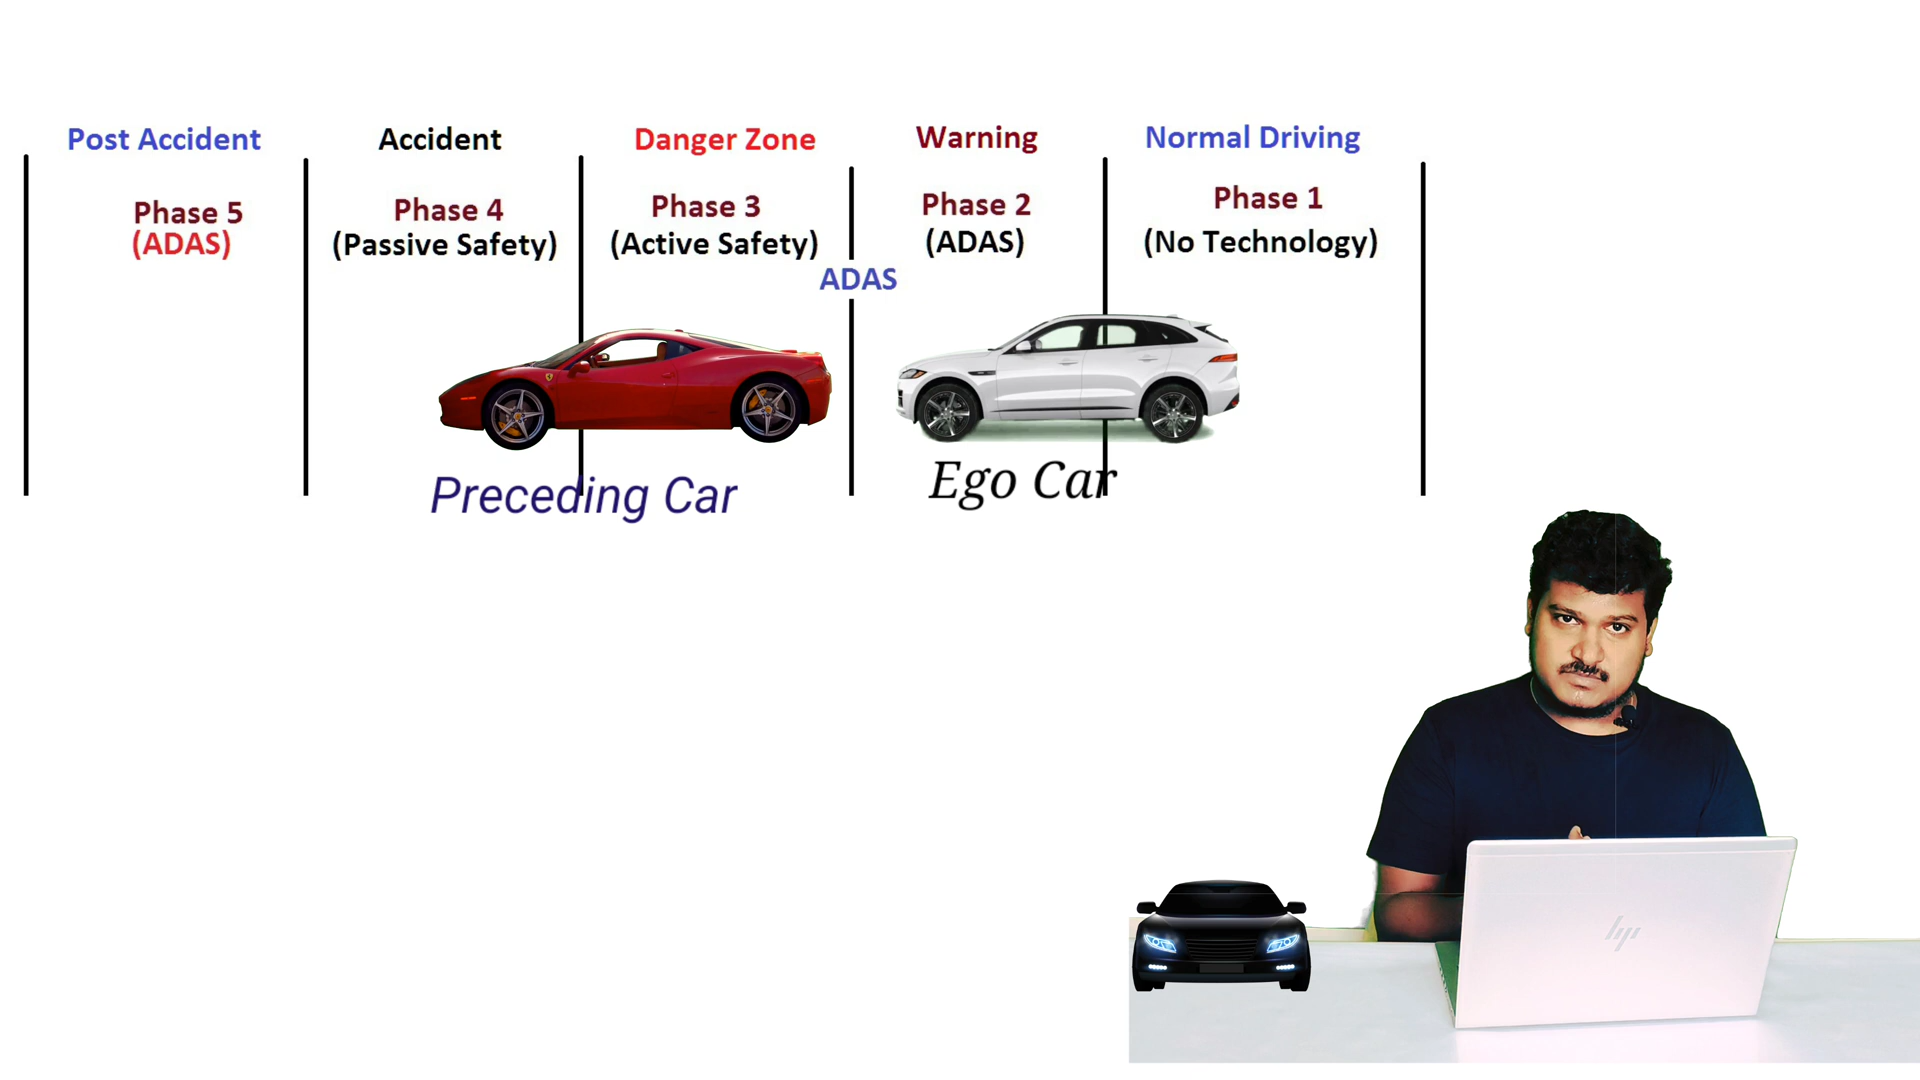 Post Accident
Accident
Danger Zone
Warning
Normal Driving
Phase 5
(ADAS)
Phase 4
(Passive Safety)
Phase 3
(Active Safety)
Phase 2
(ADAS)
Phase 1
(No Technology)
ADAS
Preceding Car
Ego Car
hp